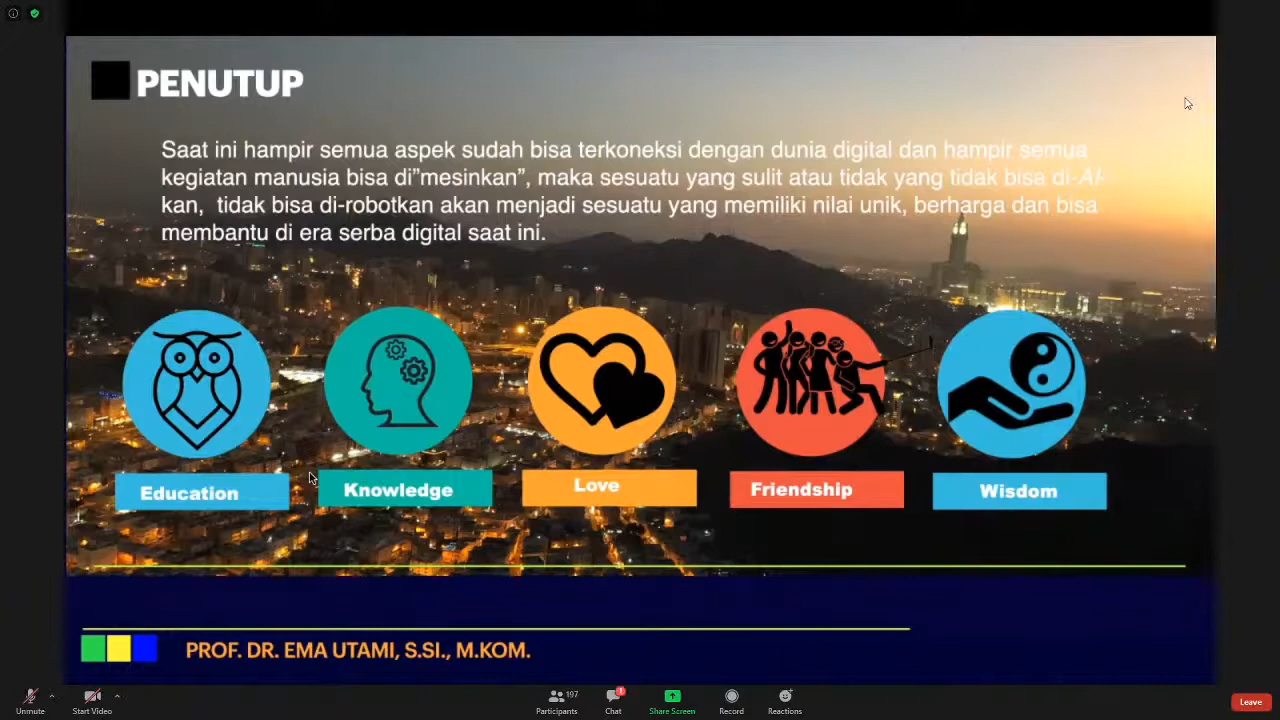 PENUTUP
Saat ini hampir semua aspek sudah bisa terkoneksi dengan dunia digital dan hampir semua
kegiatan manusia bisa di"mesinkan", maka sesuatu yang sulit atau tidak yang tidak bisa di-AI-
kan, tidak bisa di-robotkan akan menjadi sesuatu yang memiliki nilai unik, berharga dan bisa
membantu di era serba digital saat ini.
Education
Knowledge
Love
Friendship
Wisdom
PROF. DR. EMA UTAMI, S.SI., M.KOM.
Unmute
Start Video
197
Participants
1
Chat
Share Screen
Record
Reactions
Leave